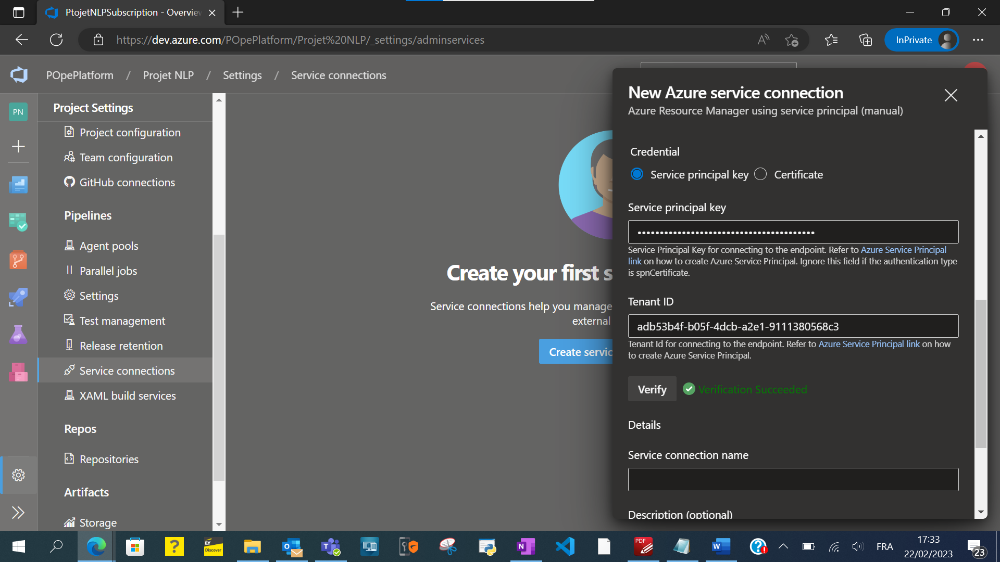 PtojetNLPSubscription - Overview
https://dev.azure.com/POpePlatform/Projet%20NLP/_settings/adminservices
InPrivate
POpePlatform / Projet NLP / Settings / Service connections
PN
Project Settings
Project configuration
Team configuration
GitHub connections
Pipelines
Agent pools
Parallel jobs
Settings
Test management
Release retention
Service connections
XAML build services
Repos
Repositories
Artifacts
Storage
Create your first s
Service connections help you manage
external
Create servic
New Azure service connection
Azure Resource Manager using service principal (manual)
Credential
Service principal key
Certificate
Service principal key
••••••••••••••••••••••••••••••••••••••••
Service Principal Key for connecting to the endpoint. Refer to Azure Service Principal
link on how to create Azure Service Principal. Ignore this field if the authentication type
is spnCertificate.
Tenant ID
adb53b4f-b05f-4dcb-a2e1-9111380568c3
Tenant Id for connecting to the endpoint. Refer to Azure Service Principal link on how
to create Azure Service Principal.
Verify
Verification Succeeded
Details
Service connection name
Description (optional)
EY
Discover
PDF
FRA
17:33
22/02/2023
23